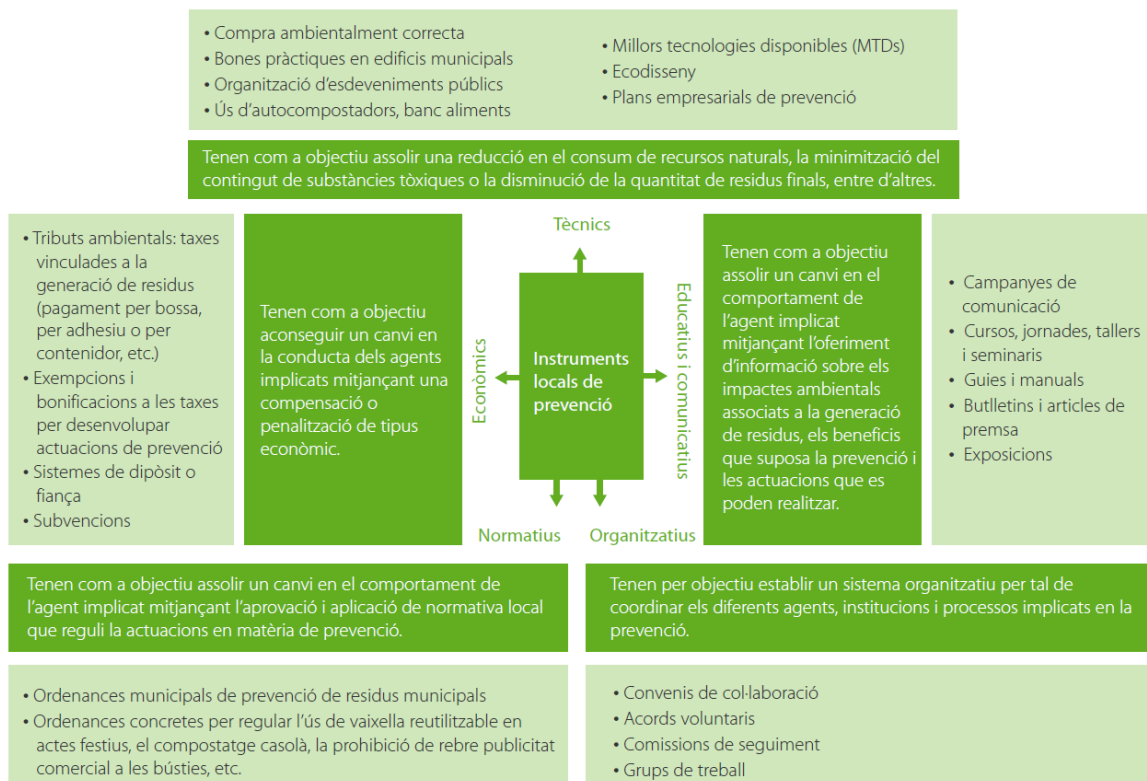 • Compra ambientalment correcta
• Bones pràctiques en edificis municipals
• Organització d'esdeveniments públics
• Ús d'autocompostadors, banc aliments
• Millors tecnologies disponibles (MTDs)
• Ecodisseny
• Plans empresarials de prevenció
Tenen com a objectiu assolir una reducció en el consum de recursos naturals, la minimització del
contingut de substàncies tòxiques o la disminució de la quantitat de residus finals, entre d'altres.
• Tributs ambientals: taxes
vinculades a la
generació de residus
(pagament per bossa,
per adhesiu o per
contenidor, etc.)
• Exempcions i
bonificacions a les taxes
per desenvolupar
actuacions de prevenció
• Sistemes de dipòsit o
fiança
• Subvencions
Tenen com a objectiu
aconseguir un canvi en
la conducta dels agents
implicats mitjançant una
compensació o
penalització de tipus
econòmic.
Econòmics
Tècnics
Instruments
locals de
prevenció
Educatius i comunicatius
Normatius
Organitzatius
Tenen com a objectiu
assolir un canvi en el
comportament de
l'agent implicat
mitjançant l'oferiment
d'informació sobre els
impactes ambientals
associats a la generació
de residus, els beneficis
que suposa la prevenció i
les actuacions que es
poden realitzar.
• Campanyes de
comunicació
• Cursos, jornades, tallers
i seminaris
• Guies i manuals
• Butlletins i articles de
premsa
• Exposicions
Tenen com a objectiu assolir un canvi en el comportament de
l'agent implicat mitjançant l'aprovació i aplicació de normativa local
que reguli la actuacions en matèria de prevenció.
Tenen per objectiu establir un sistema organitzatiu per tal de
coordinar els diferents agents, institucions i processos implicats en la
prevenció.
• Ordenances municipals de prevenció de residus municipals
• Ordenances concretes per regular l'ús de vaixella reutilitzable en
actes festius, el compostatge casolà, la prohibició de rebre publicitat
comercial a les bústies, etc.
• Convenis de col·laboració
• Acords voluntaris
• Comissions de seguiment
• Grups de treball